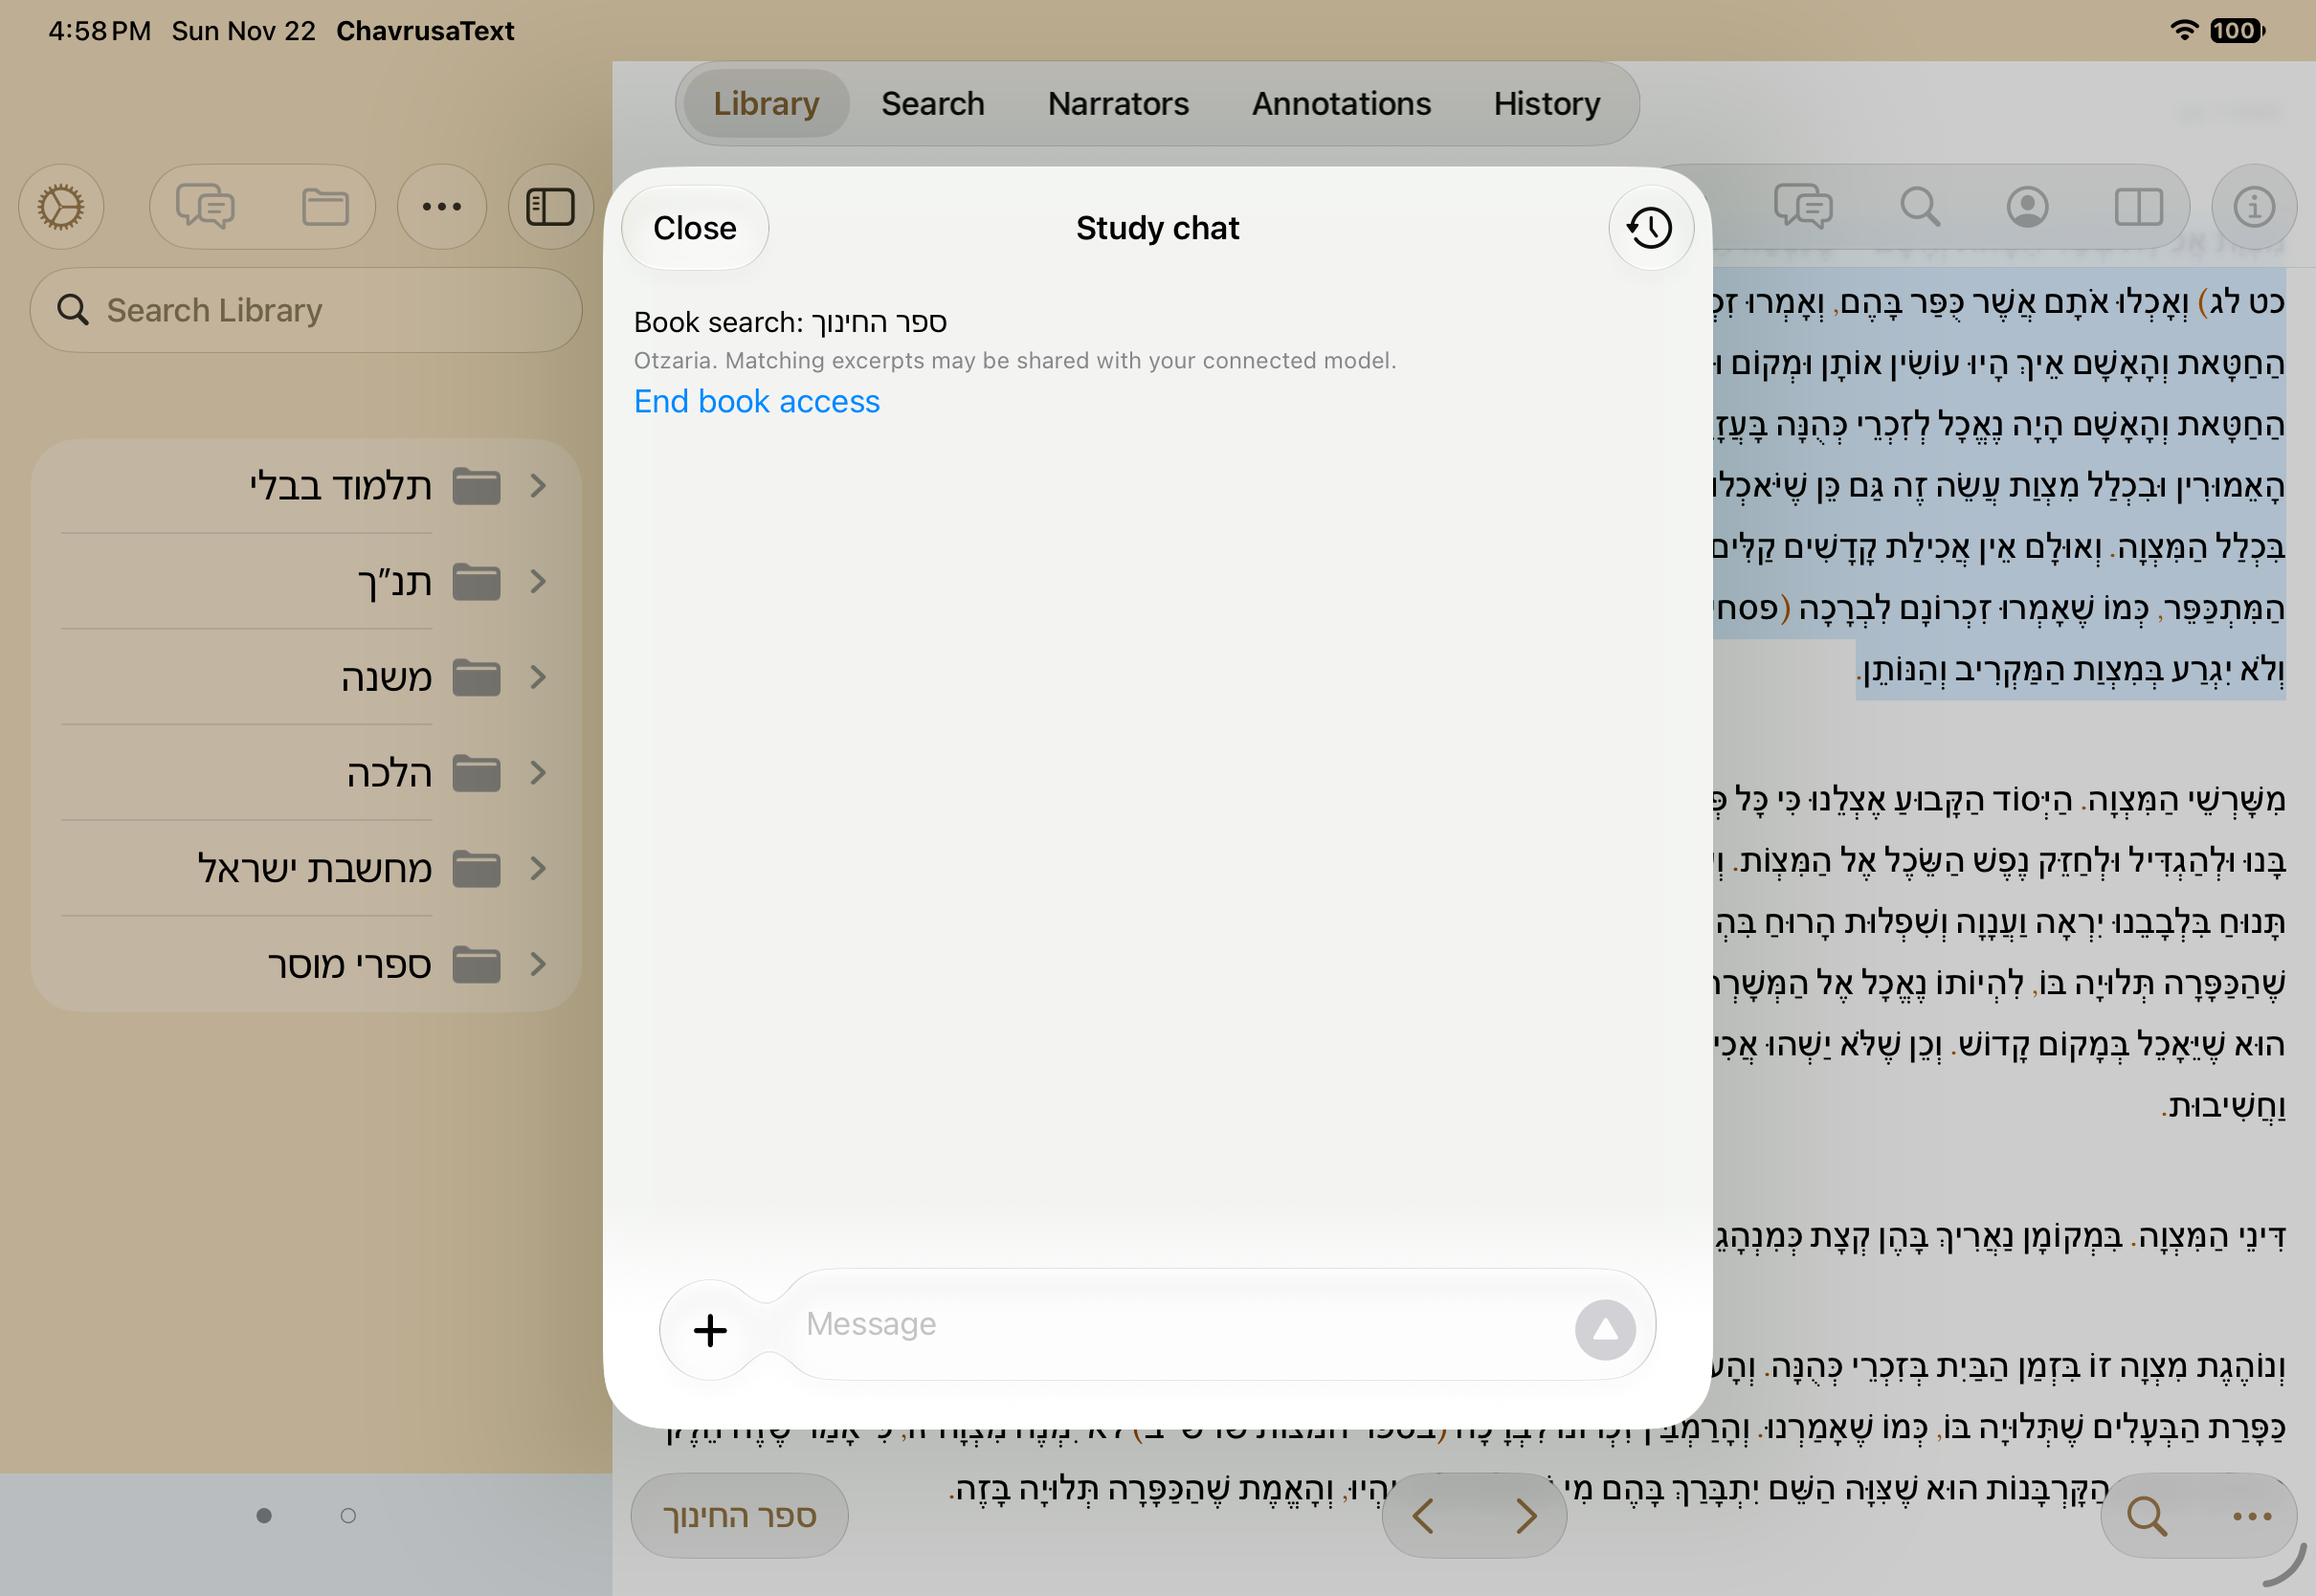 4:58 PM Sun Nov 22 ChavrusaText
100
Library Search Narrators Annotations History
Search Library
תלמוד בבלי
תנ״ך
משנה
הלכה
מחשבת ישראל
ספרי מוסר
Close
Study chat
Book search: ספר החינוך
Otzaria. Matching excerpts may be shared with your connected model.
End book access
Message
כט לג) וְאָכְלוּ אֹתָם אֲשֶׁר כֻּפַּר בָּהֶם, וְאָמְרוּ
הַחַטָּאת וְהָאָשָׁם אֵיךְ הָיוּ עוֹשִׂין אוֹתָן וּמְקוֹם
הַחַטָּאת וְהָאָשָׁם הָיָה נֶאֱכָל לְזִכְרֵי כְּהֻנָּה
הָאֵמוּרִין וּבִכְלַל מִצְוַת עֲשֵׂה זֶה גַּם כֵּן שֶׁיֹּאכְלוּ
בִּכְלַל הַמִּצְוָה. וְאוּלָם אֵין אֲכִילַת קָדָשִׁים קַלִּים
הַמִּתְכַּפֵּר, כְּמוֹ שֶׁאָמְרוּ זִכְרוֹנָם לִבְרָכָה
וְלֹא יִגְרַע בְּמִצְוַת הַמַּקְרִיב וְהַנּוֹתֵן.
מִשָּׁרְשֵׁי הַמִּצְוָה. הַיְּסוֹד הַקָּבוּעַ אֶצְלֵנוּ כִּי כָּל
בָּנוּ וּלְהַגְדִּיל וּלְחַזֵּק נֶפֶשׁ הַשֵּׂכֶל אֶל הַמִּצְוֹת.
תָּנוּחַ בִּלְבָבֵנוּ יִרְאָה וַעֲנָוָה וְשִׁפְלוּת הָרוּחַ
שֶׁהַכַּפָּרָה תְּלוּיָה בּוֹ, לִהְיוֹתוֹ נֶאֱכָל אֶל
הוּא שֶׁיֵּאָכֵל בְּמָקוֹם קָדוֹשׁ. וְכֵן שֶׁלֹּא יַשְׁהוּ
וַחֲשִׁיבוּת.
דִּינֵי הַמִּצְוָה. בִּמְקוֹמָן נַאֲרִיךְ בָּהֶן קְצָת
וְנוֹהֶגֶת מִצְוָה זוֹ בִּזְמַן הַבַּיִת בְּזִכְרֵי כְּהֻנָּה.
כַּפָּרַת הַבְּעָלִים שֶׁתְּלוּיָה בּוֹ, כְּמוֹ שֶׁאָמַרְנוּ.
הַקָּרְבָּנוֹת הוּא שֶׁצִּוָּה הַשֵּׁם יִתְבָּרַךְ בָּהֶם מִי וְהָאֱמֶת שֶׁהַכַּפָּרָה תְּלוּיָה בָּזֶה.
ספר החינוך